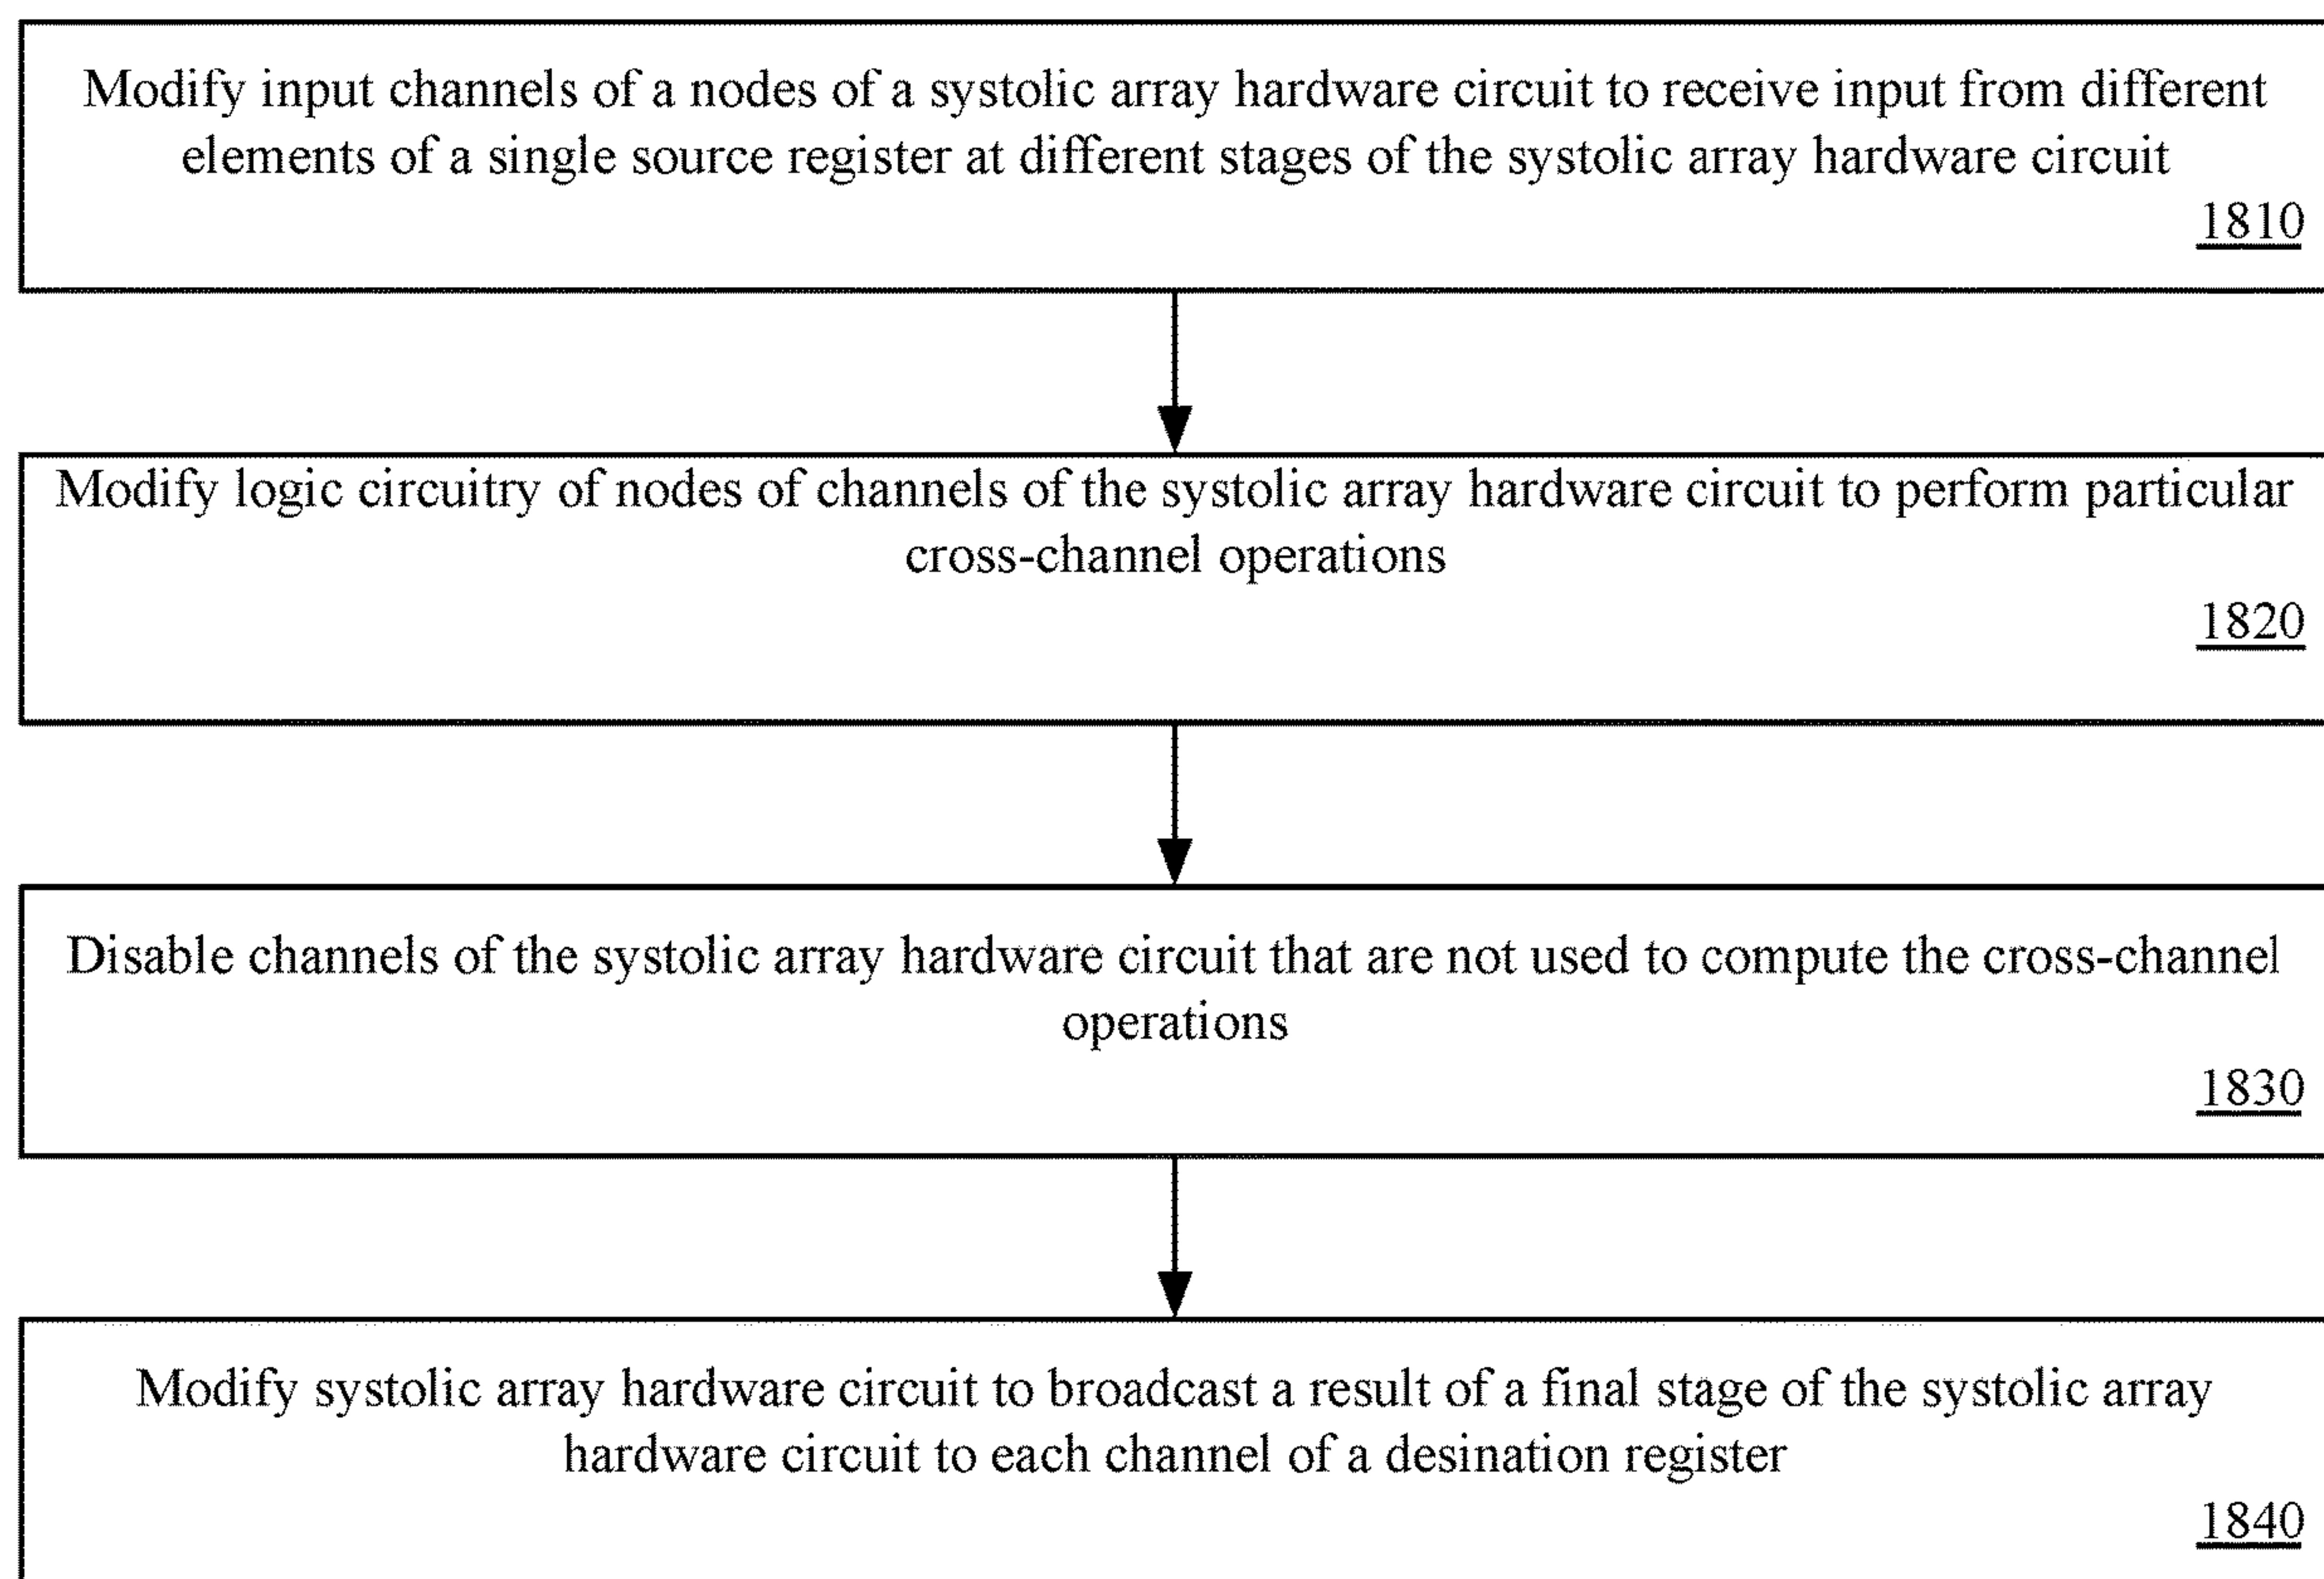 Modify input channels of a nodes of a systolic array hardware circuit to receive input from different
elements of a single source register at different stages of the systolic array hardware circuit
1810
Modify logic circuitry of nodes of channels of the systolic array hardware circuit to perform particular
cross-channel operations
1820
Disable channels of the systolic array hardware circuit that are not used to compute the cross-channel
operations
1830
Modify systolic array hardware circuit to broadcast a result of a final stage of the systolic array
hardware circuit to each channel of a desination register
1840